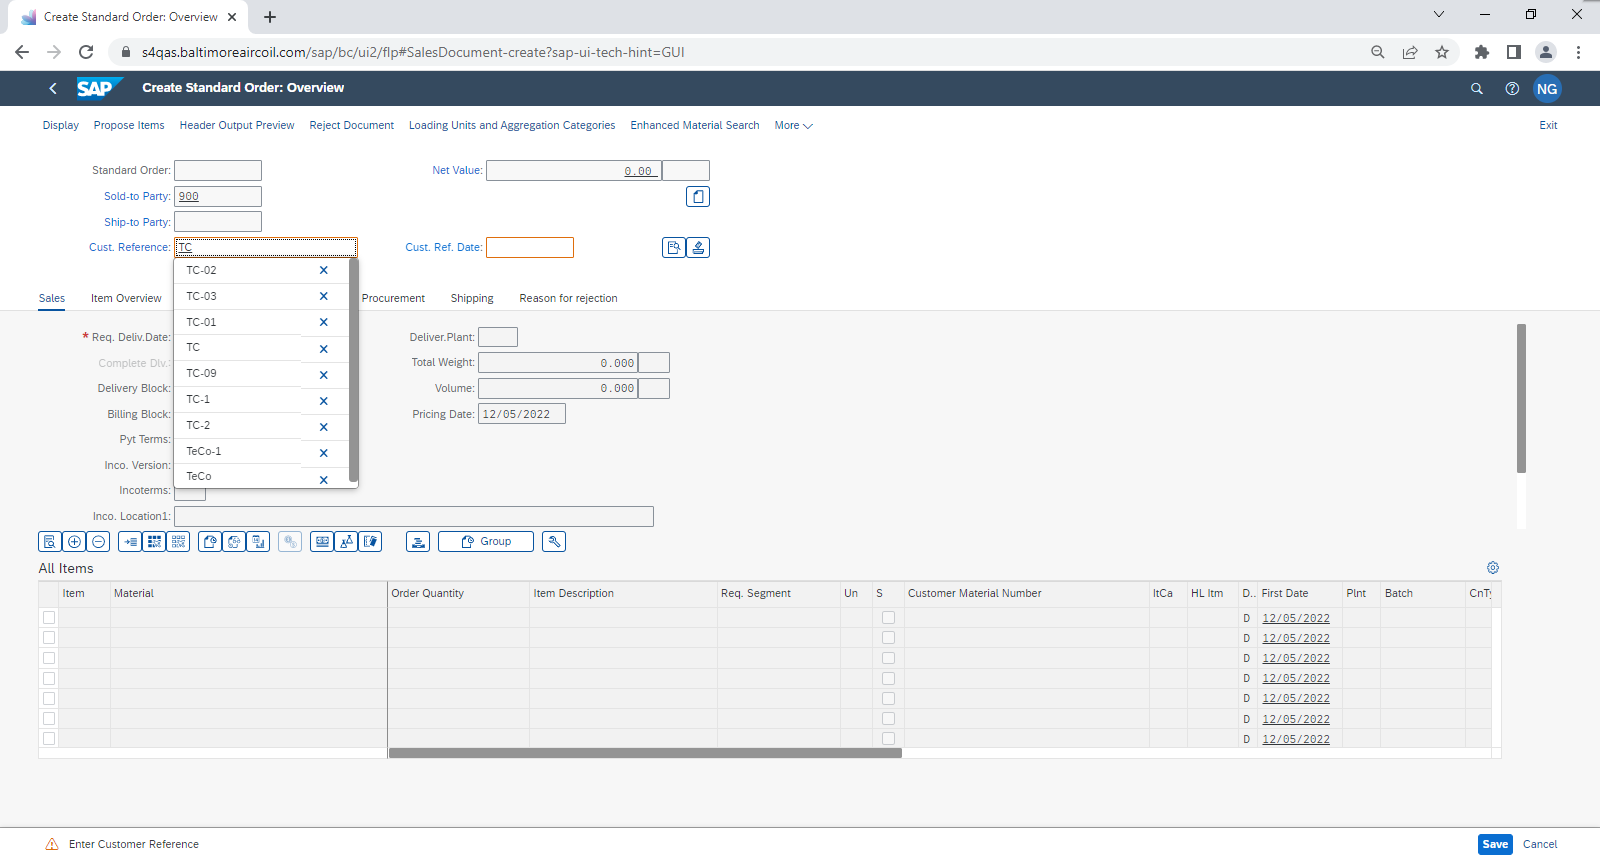 Create Standard Order: Overview
s4qas.baltimoreaircoil.com/sap/bc/ui2/flp#SalesDocument-create?sap-ui-tech-hint=GUI
SAP Create Standard Order: Overview NG
Display Propose Items Header Output Preview Reject Document Loading Units and Aggregation Categories Enhanced Material Search More Exit
Standard Order: Net Value: 0.00
Sold-to Party: 900
Ship-to Party:
Cust. Reference: TC Cust. Ref. Date:
TC-02
TC-03
TC-01
TC
TC-09
TC-1
TC-2
TeCo-1
TeCo
Sales Item Overview Procurement Shipping Reason for rejection
* Req. Deliv.Date: Deliver.Plant:
Complete Dlv.: Total Weight: 0.000
Delivery Block: Volume: 0.000
Billing Block: Pricing Date: 12/05/2022
Pyt Terms:
Inco. Version:
Incoterms:
Inco. Location1:
Group
All Items
Item Material Order Quantity Item Description Req. Segment Un S Customer Material Number ItCa HL Itm D.. First Date Plnt Batch CnTy
D 12/05/2022
D 12/05/2022
D 12/05/2022
D 12/05/2022
D 12/05/2022
D 12/05/2022
D 12/05/2022
Enter Customer Reference Save Cancel